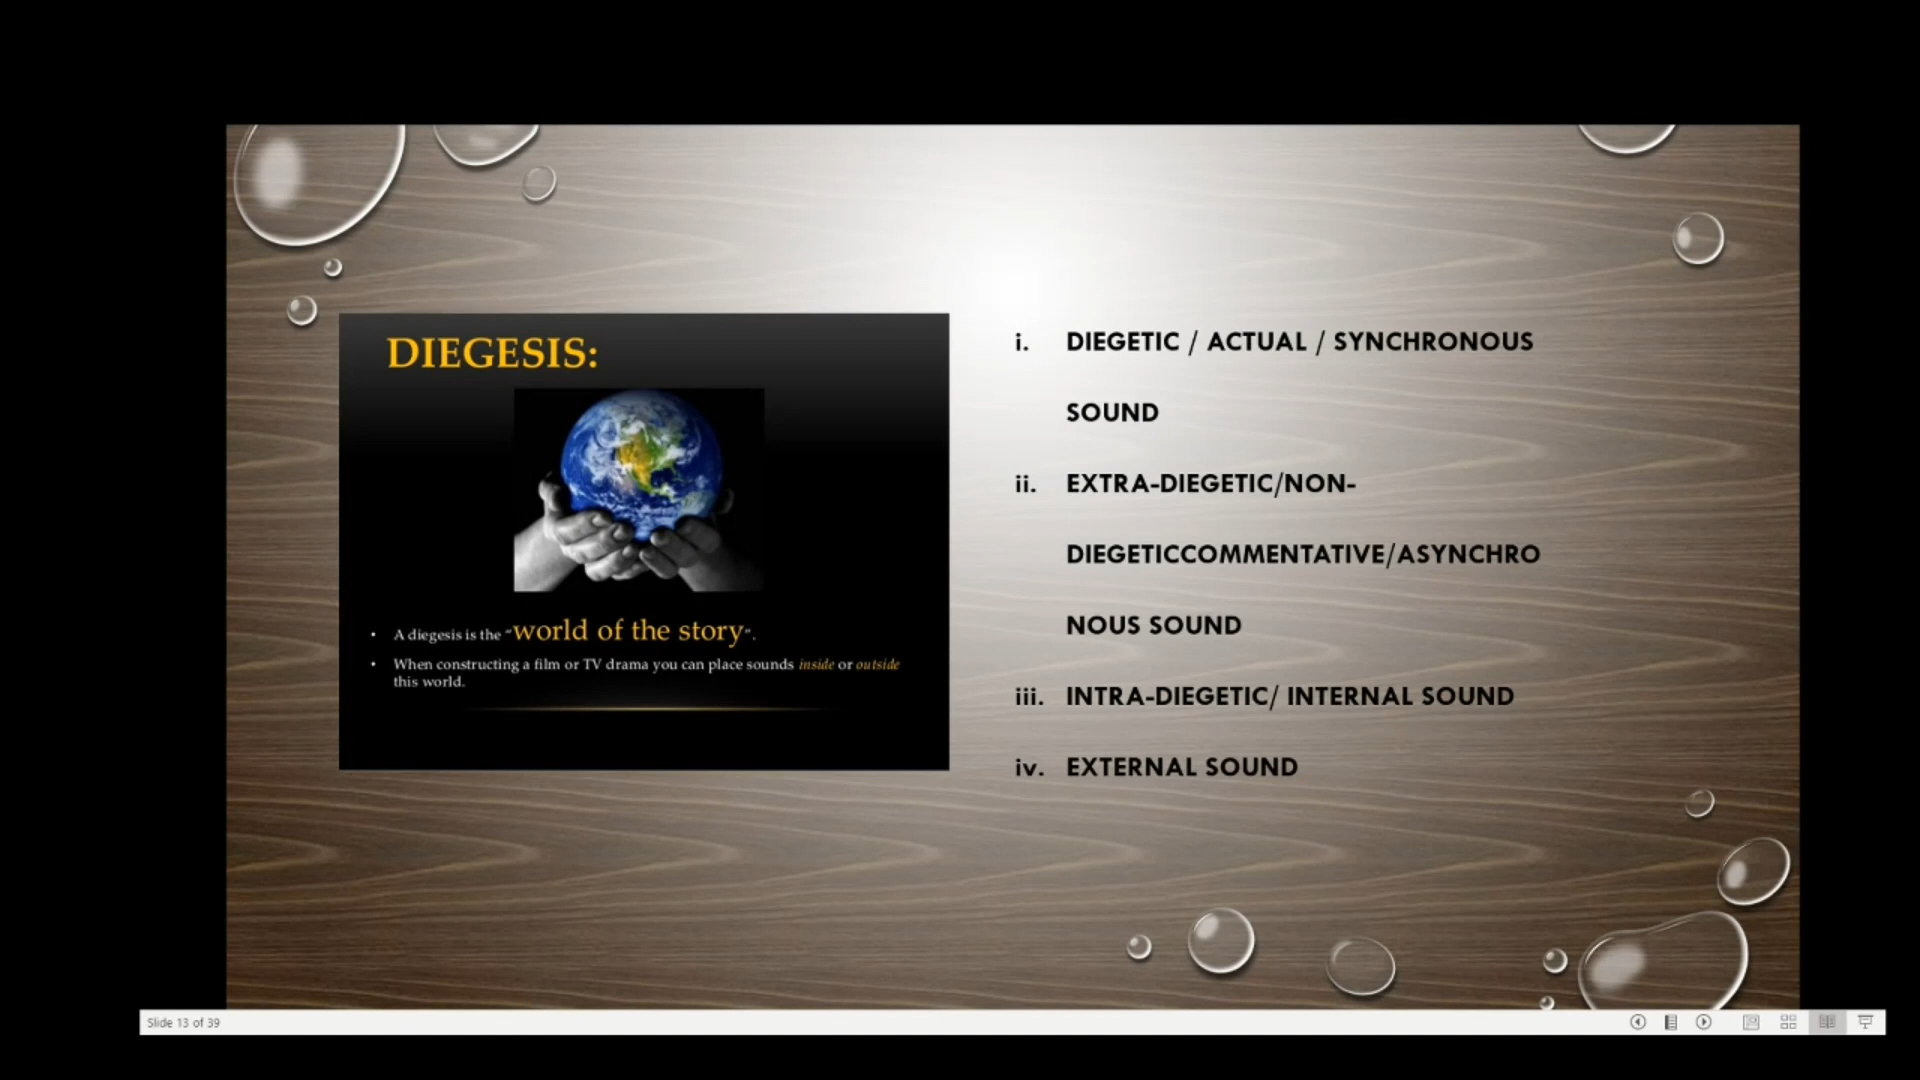 DIEGESIS:
• A diegesis is the “world of the story”.
• When constructing a film or TV drama you can place sounds inside or outside
this world.
i. DIEGETIC / ACTUAL / SYNCHRONOUS
SOUND
ii. EXTRA-DIEGETIC/NON-
DIEGETICCOMMENTATIVE/ASYNCHRO
NOUS SOUND
iii. INTRA-DIEGETIC/ INTERNAL SOUND
iv. EXTERNAL SOUND
Slide 13 of 39